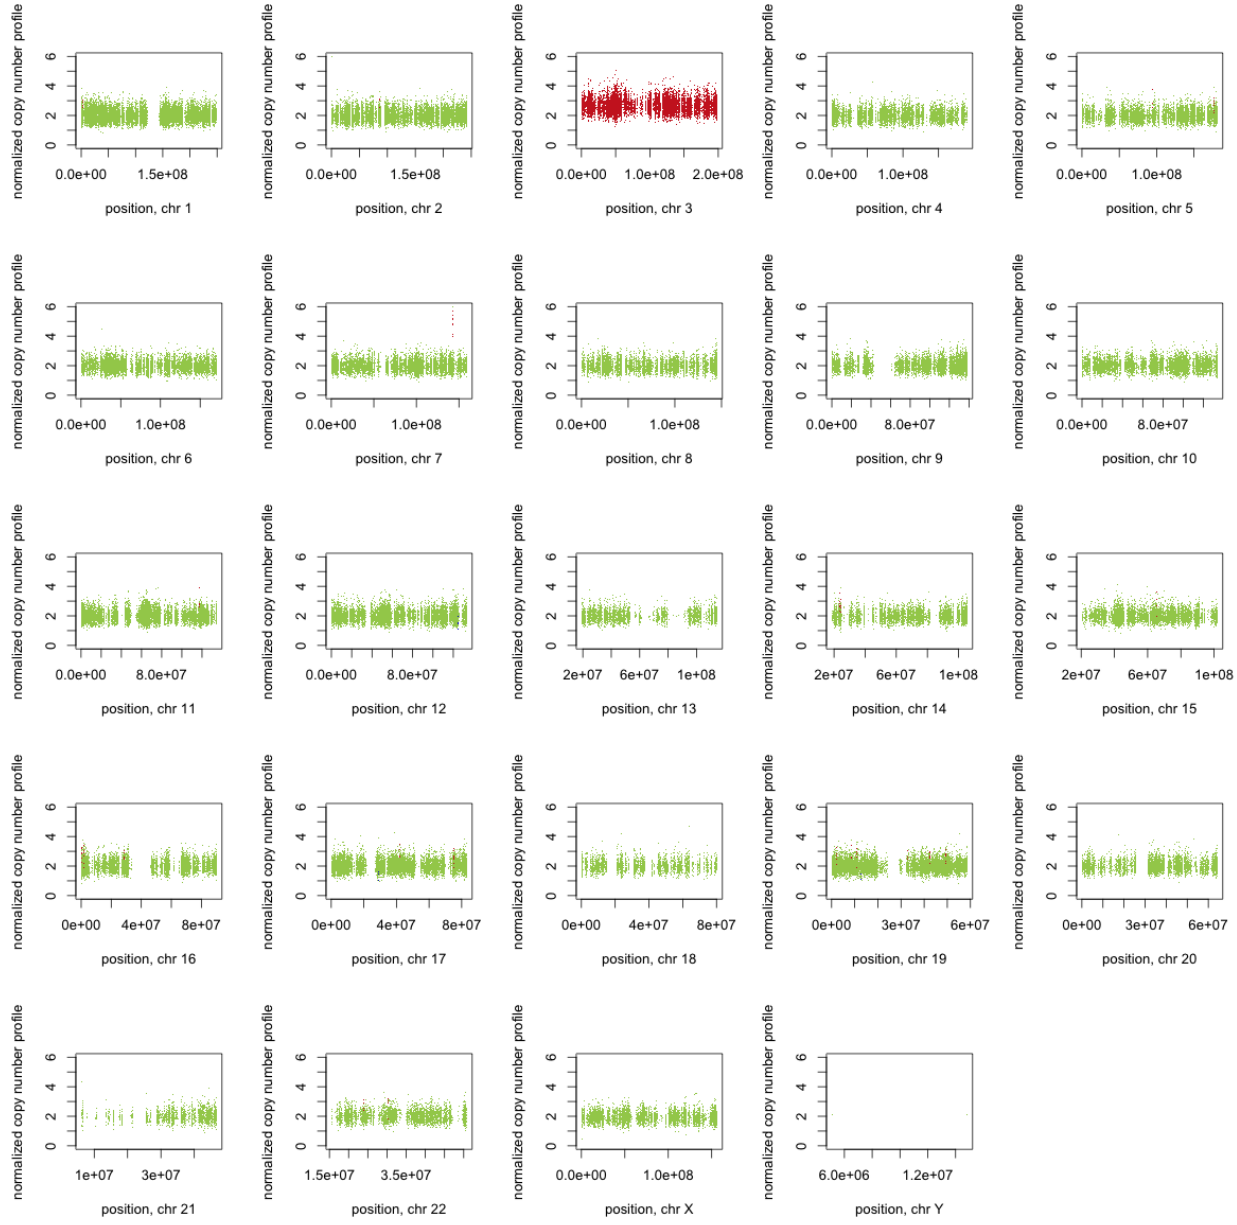 normalized copy number profile
0 2 4 6
0.0e+00 1.5e+08
position, chr 1
normalized copy number profile
0 2 4 6
0.0e+00 1.5e+08
position, chr 2
normalized copy number profile
0 2 4 6
0.0e+00 1.0e+08 2.0e+08
position, chr 3
normalized copy number profile
0 2 4 6
0.0e+00 1.0e+08
position, chr 4
normalized copy number profile
0 2 4 6
0.0e+00 1.0e+08
position, chr 5
normalized copy number profile
0 2 4 6
0.0e+00 1.0e+08
position, chr 6
normalized copy number profile
0 2 4 6
0.0e+00 1.0e+08
position, chr 7
normalized copy number profile
0 2 4 6
0.0e+00 1.0e+08
position, chr 8
normalized copy number profile
0 2 4 6
0.0e+00 8.0e+07
position, chr 9
normalized copy number profile
0 2 4 6
0.0e+00 8.0e+07
position, chr 10
normalized copy number profile
0 2 4 6
0.0e+00 8.0e+07
position, chr 11
normalized copy number profile
0 2 4 6
0.0e+00 8.0e+07
position, chr 12
normalized copy number profile
0 2 4 6
2e+07 6e+07 1e+08
position, chr 13
normalized copy number profile
0 2 4 6
2e+07 6e+07 1e+08
position, chr 14
normalized copy number profile
0 2 4 6
2e+07 6e+07 1e+08
position, chr 15
normalized copy number profile
0 2 4 6
0e+00 4e+07 8e+07
position, chr 16
normalized copy number profile
0 2 4 6
0e+00 4e+07 8e+07
position, chr 17
normalized copy number profile
0 2 4 6
0e+00 4e+07 8e+07
position, chr 18
normalized copy number profile
0 2 4 6
0e+00 3e+07 6e+07
position, chr 19
normalized copy number profile
0 2 4 6
0e+00 3e+07 6e+07
position, chr 20
normalized copy number profile
0 2 4 6
1e+07 3e+07
position, chr 21
normalized copy number profile
0 2 4 6
1.5e+07 3.5e+07
position, chr 22
normalized copy number profile
0 2 4 6
0.0e+00 1.0e+08
position, chr X
normalized copy number profile
0 2 4 6
6.0e+06 1.2e+07
position, chr Y